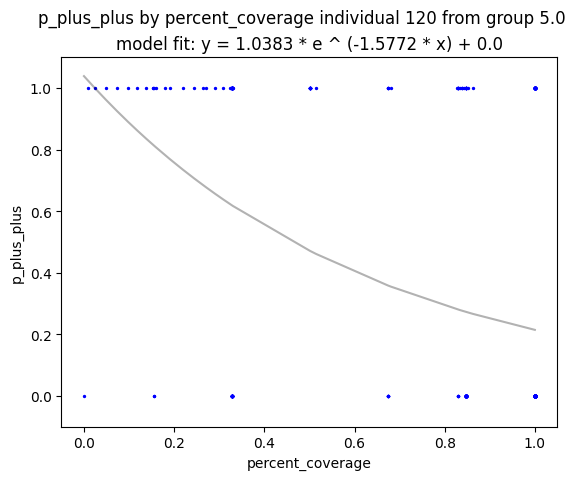 p_plus_plus by percent_coverage individual 120 from group 5.0
model fit: y = 1.0383 * e ^ (-1.5772 * x) + 0.0
1.0
0.8
0.6
0.4
0.2
0.0
p_plus_plus
0.0 0.2 0.4 0.6 0.8 1.0
percent_coverage